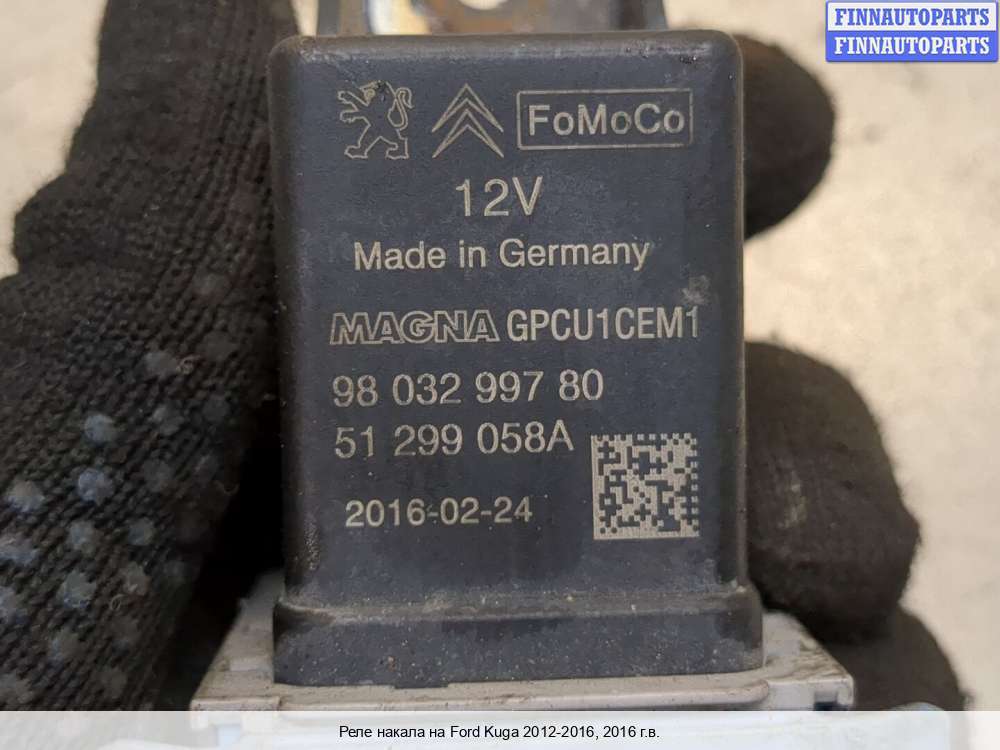 FINNAUTOPARTS
FINNAUTOPARTS
FoMoCo
12V
Made in Germany
MAGNA GPCU1CEM1
98 032 997 80
51 299 058A
2016-02-24
Реле накала на Ford Kuga 2012-2016, 2016 г.в.